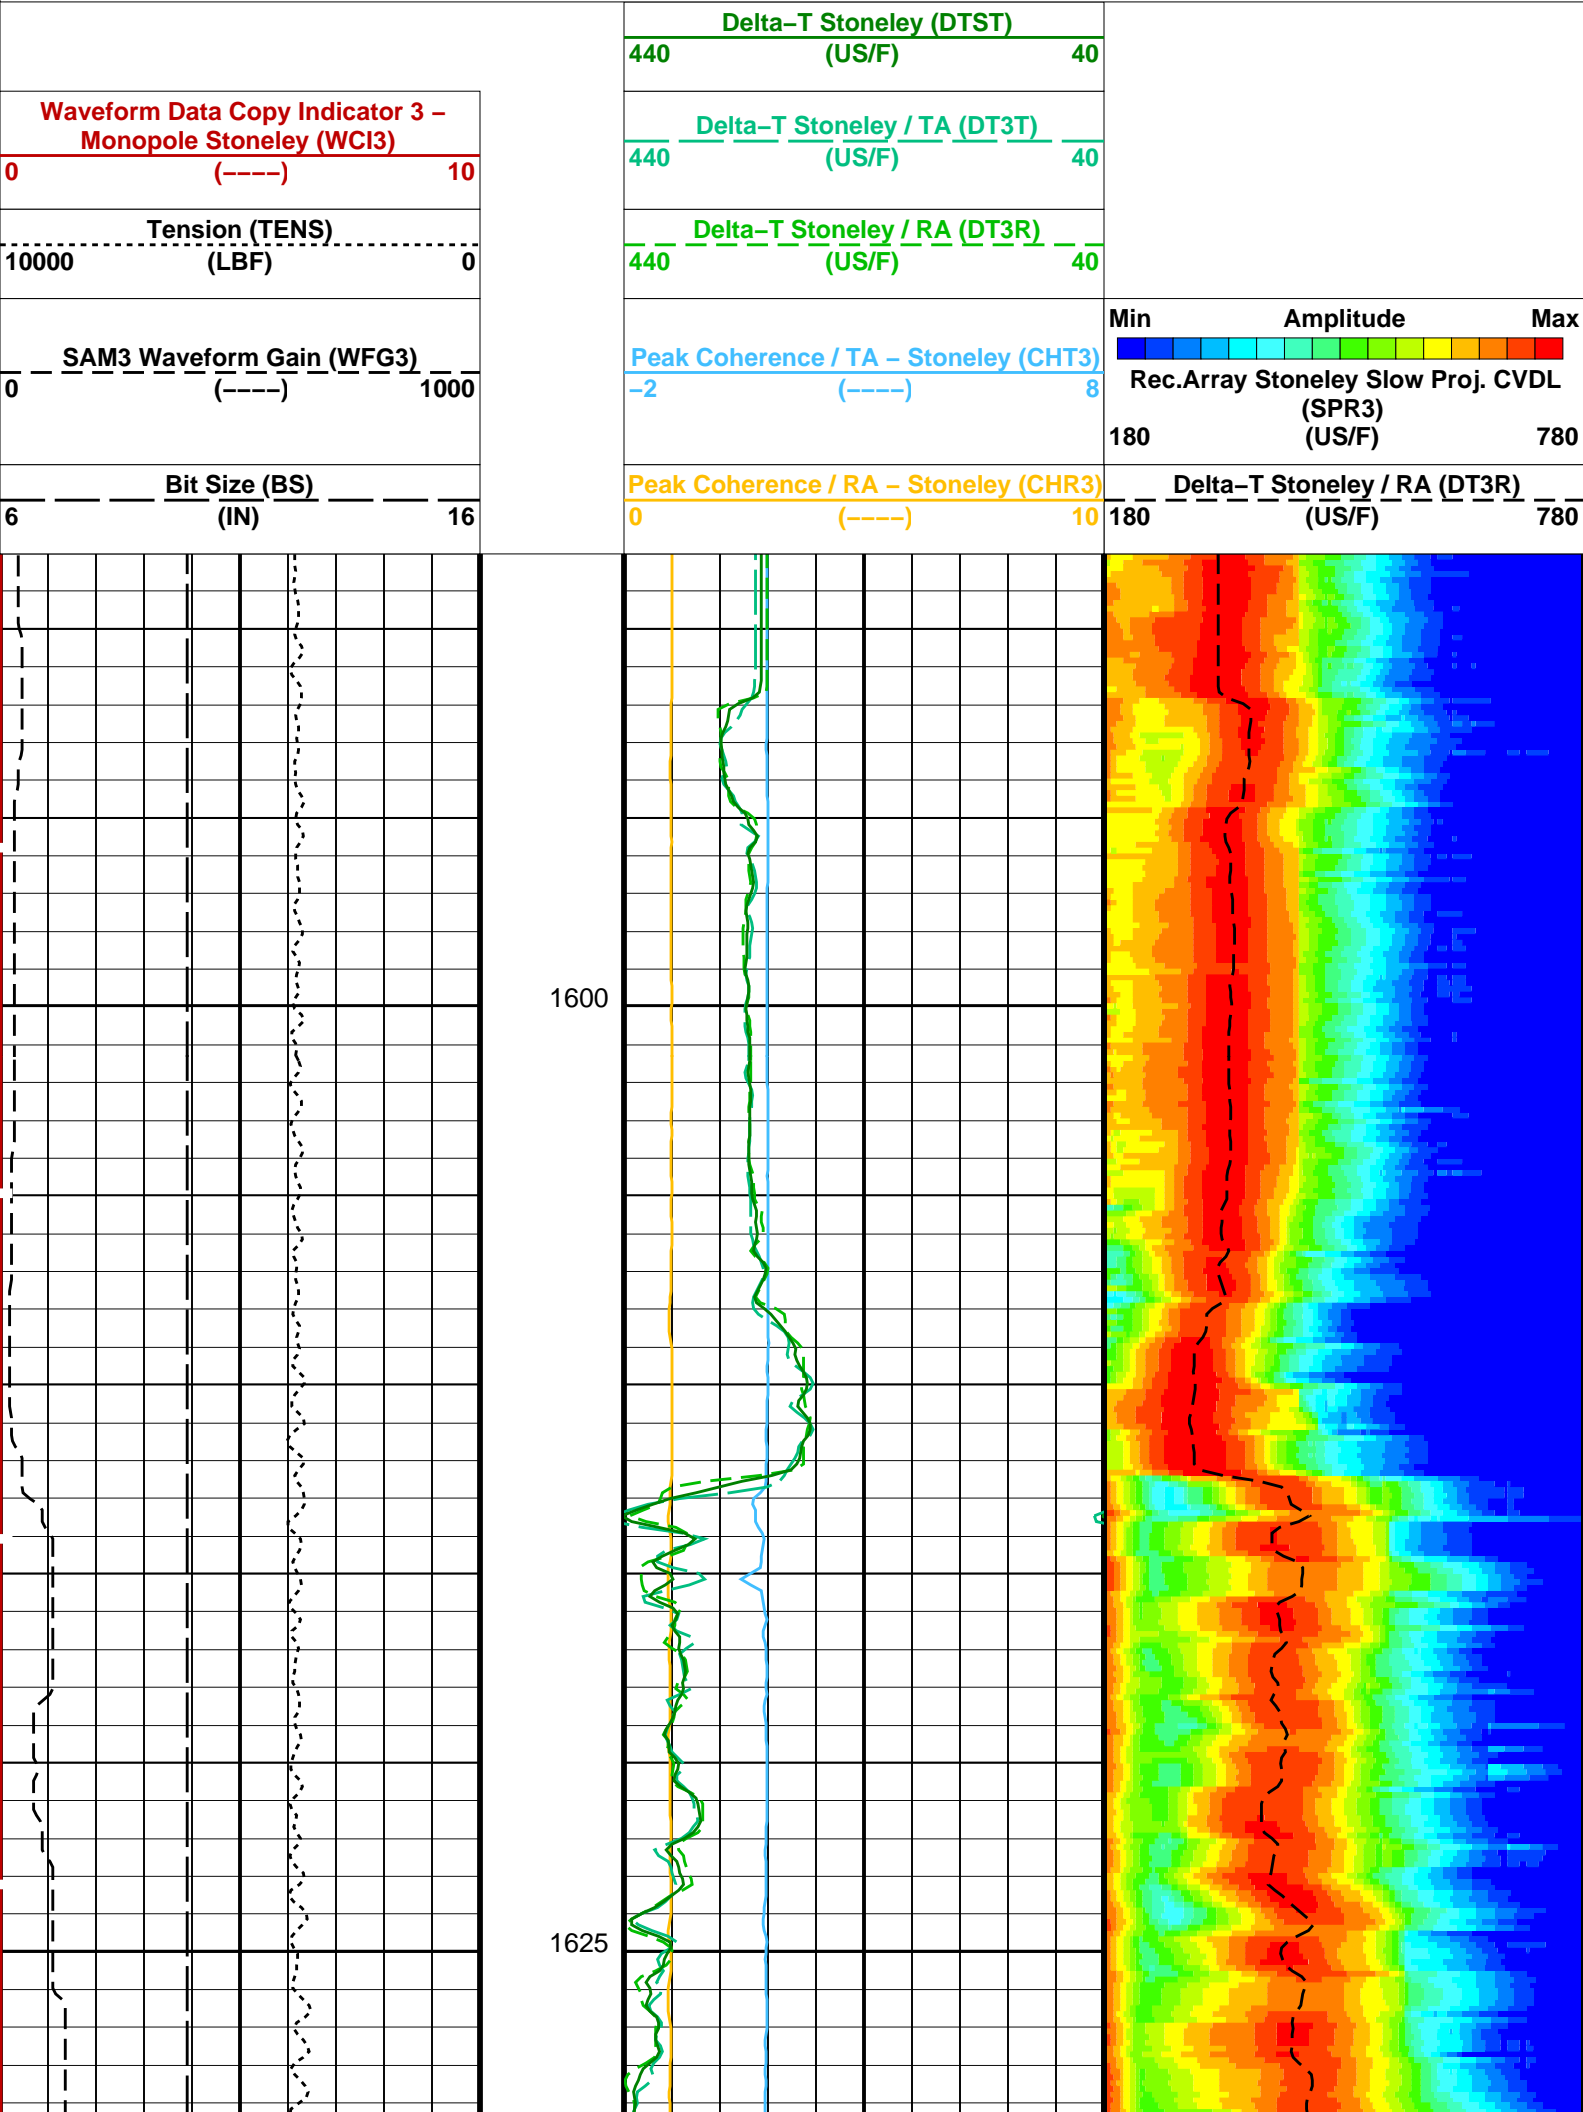 Delta–T Stoneley (DTST)
440 (US/F) 40
Waveform Data Copy Indicator 3 –
Monopole Stoneley (WCI3)
0 (––––) 10
Delta–T Stoneley / TA (DT3T)
440 (US/F) 40
Tension (TENS)
10000 (LBF) 0
Delta–T Stoneley / RA (DT3R)
440 (US/F) 40
SAM3 Waveform Gain (WFG3)
0 (––––) 1000
Peak Coherence / TA – Stoneley (CHT3)
–2 (––––) 8
Min Amplitude Max
Rec.Array Stoneley Slow Proj. CVDL
(SPR3)
180 (US/F) 780
Bit Size (BS)
6 (IN) 16
Peak Coherence / RA – Stoneley (CHR3)
0 (––––) 10
Delta–T Stoneley / RA (DT3R)
180 (US/F) 780
1600
1625